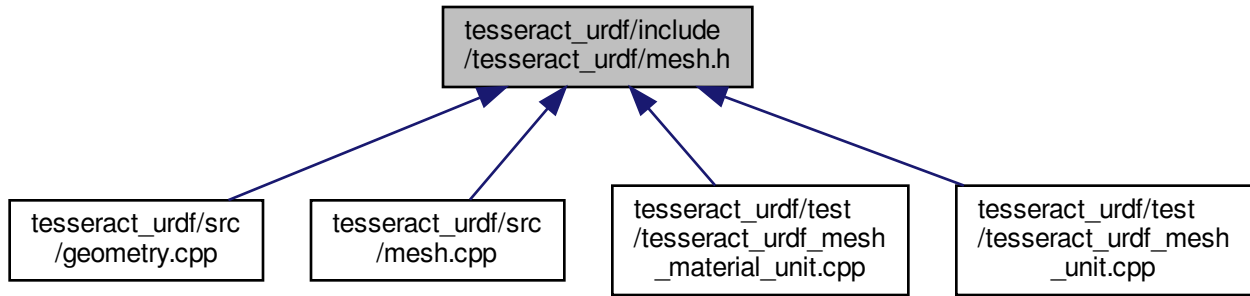 tesseract_urdf/include
/tesseract_urdf/mesh.h
tesseract_urdf/src
/geometry.cpp
tesseract_urdf/src
/mesh.cpp
tesseract_urdf/test
/tesseract_urdf_mesh
_material_unit.cpp
tesseract_urdf/test
/tesseract_urdf_mesh
_unit.cpp